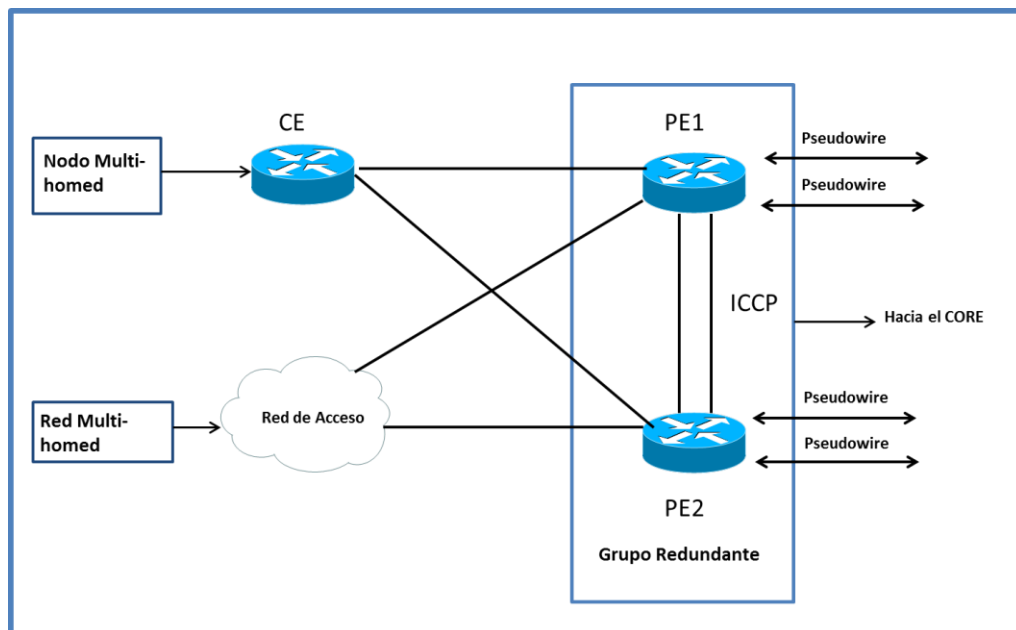 CE
PE1
Nodo Multi-
homed
Pseudowire
Pseudowire
ICCP
Hacia el CORE
Red Multi-
homed
Red de Acceso
Pseudowire
Pseudowire
PE2
Grupo Redundante